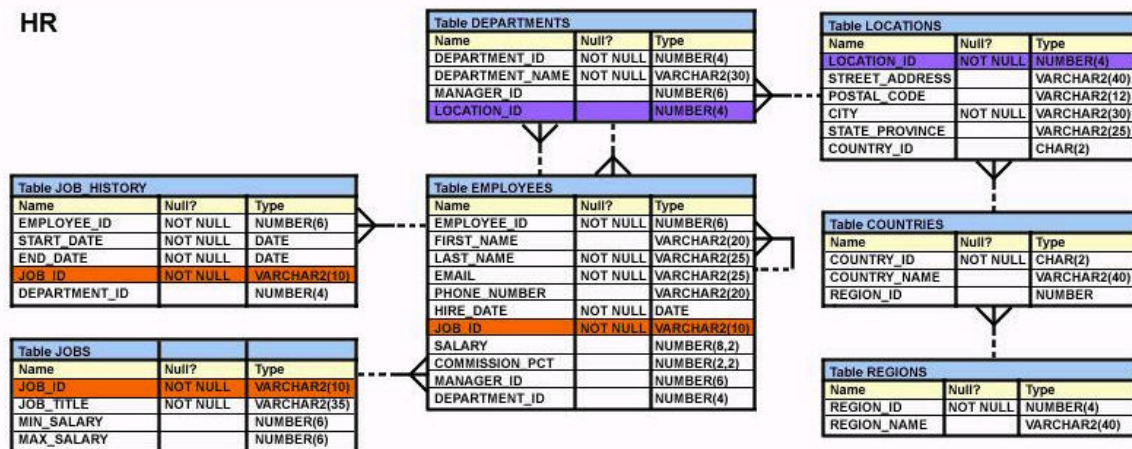 HR
Table DEPARTMENTS
Name Null? Type
DEPARTMENT_ID NOT NULL NUMBER(4)
DEPARTMENT_NAME NOT NULL VARCHAR2(30)
MANAGER_ID NUMBER(6)
LOCATION_ID NUMBER(4)
Table LOCATIONS
Name Null? Type
LOCATION_ID NOT NULL NUMBER(4)
STREET_ADDRESS VARCHAR2(40)
POSTAL_CODE VARCHAR2(12)
CITY NOT NULL VARCHAR2(30)
STATE_PROVINCE VARCHAR2(25)
COUNTRY_ID CHAR(2)
Table JOB_HISTORY
Name Null? Type
EMPLOYEE_ID NOT NULL NUMBER(6)
START_DATE NOT NULL DATE
END_DATE NOT NULL DATE
JOB_ID NOT NULL VARCHAR2(10)
DEPARTMENT_ID NUMBER(4)
Table EMPLOYEES
Name Null? Type
EMPLOYEE_ID NOT NULL NUMBER(6)
FIRST_NAME VARCHAR2(20)
LAST_NAME NOT NULL VARCHAR2(25)
EMAIL NOT NULL VARCHAR2(25)
PHONE_NUMBER VARCHAR2(20)
HIRE_DATE NOT NULL DATE
JOB_ID NOT NULL VARCHAR2(10)
SALARY NUMBER(8,2)
COMMISSION_PCT NUMBER(2,2)
MANAGER_ID NUMBER(6)
DEPARTMENT_ID NUMBER(4)
Table COUNTRIES
Name Null? Type
COUNTRY_ID NOT NULL CHAR(2)
COUNTRY_NAME VARCHAR2(40)
REGION_ID NUMBER
Table JOBS
Name Null? Type
JOB_ID NOT NULL VARCHAR2(10)
JOB_TITLE NOT NULL VARCHAR2(35)
MIN_SALARY NUMBER(6)
MAX_SALARY NUMBER(6)
Table REGIONS
Name Null? Type
REGION_ID NOT NULL NUMBER(4)
REGION_NAME VARCHAR2(40)